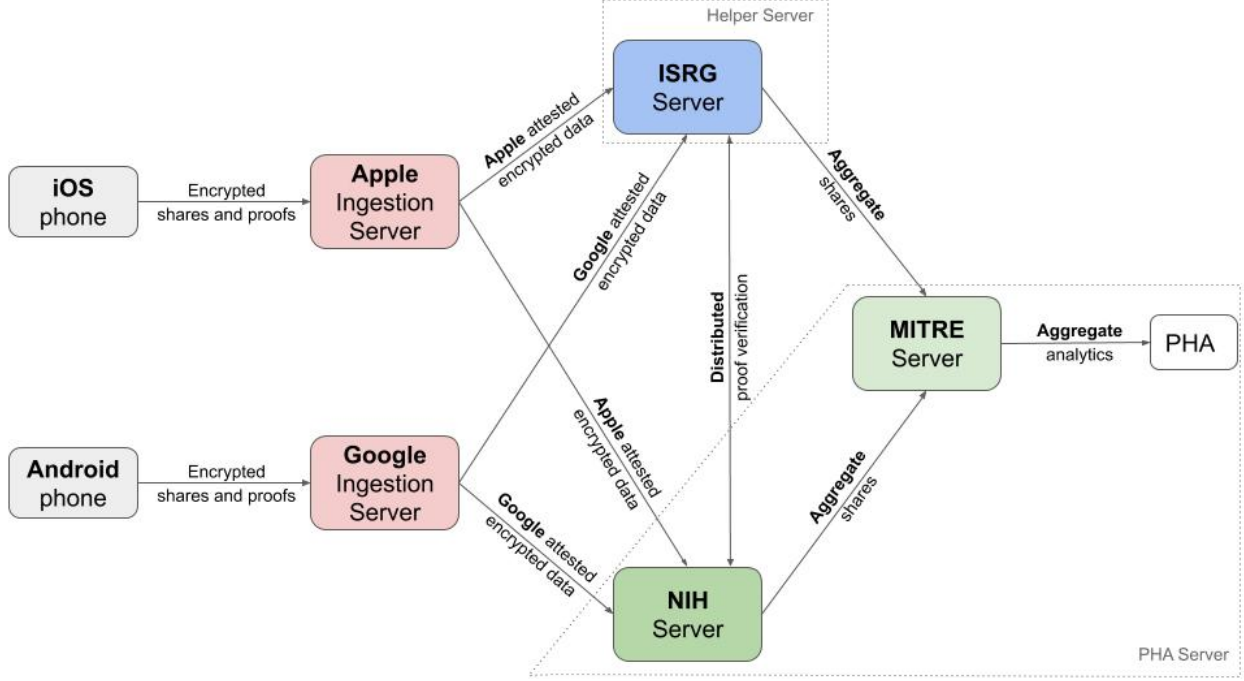 Helper Server
ISRG
Server
Apple attested
encrypted data
Aggregate
shares
iOS
phone
Encrypted
shares and proofs
Apple
Ingestion
Server
Google attested
encrypted data
Distributed
proof verification
MITRE
Server
Aggregate
analytics
PHA
Apple attested
encrypted data
Android
phone
Encrypted
shares and proofs
Google
Ingestion
Server
Google attested
encrypted data
Aggregate
shares
NIH
Server
PHA Server